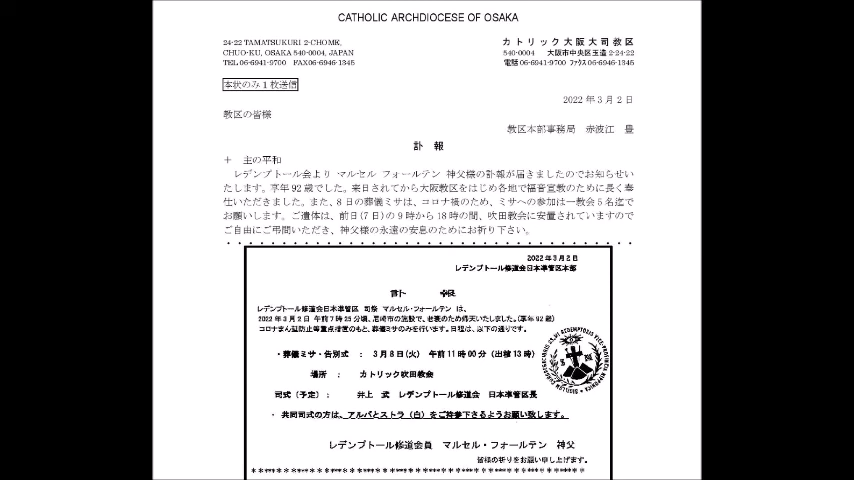 CATHOLIC ARCHDIOCESE OF OSAKA
24-22 TAMATSUKURI 2-CHOMK,
CHUO-KU, OSAKA 540-0004, JAPAN
TEL 06-6941-9700 FAX06-6946-1345
カトリック大阪大司教区
540-0004 大阪市中央区玉造 2-24-22
電話 06-6941-9700 ファクス 06-6946-1345
本状のみ1枚送信
2022 年 3 月 2 日
教区の皆様
教区本部事務局 赤波江 豊
訃 報
＋ 主の平和
レデンプトール会より マルセル フォールテン 神父様の訃報が届きましたのでお知らせい
たします。享年 92 歳でした。来日されてから大阪教区をはじめ各地で福音宣教のために長く奉
仕いただきました。また、8 日の葬儀ミサは、コロナ禍のため、ミサへの参加は一教会 5 名迄で
お願いします。ご遺体は、前日(7 日)の 9 時から 18 時の間、吹田教会に安置されていますので
ご自由にご弔問いただき、神父様の永遠の安息のためにお祈り下さい。
2022 年 3 月 2 日
レデンプトール修道会日本準管区本部
訃 報
レデンプトール修道会日本準管区 司祭 マルセル・フォールテン は、
2022 年 3 月 2 日 午前 7 時 25 分頃、尼崎市の施設で、老衰のため帰天いたしました。(享年 92 歳)
コロナまん延防止等重点措置のもと、葬儀ミサのみを行います。日程は、以下の通りです。
・葬儀ミサ・告別式 ： 3 月 8 日(火) 午前 11 時 00 分 (出棺 13 時)
場所 ： カトリック吹田教会
司式 (予定) ： 井上 武 レデンプトール修道会 日本準管区長
・ 共同司式の方は、アルバとストラ (白) をご持参下さるようお願い致します。
レデンプトール修道会員 マルセル・フォールテン 神父
皆様の祈りをお願い申し上げます。